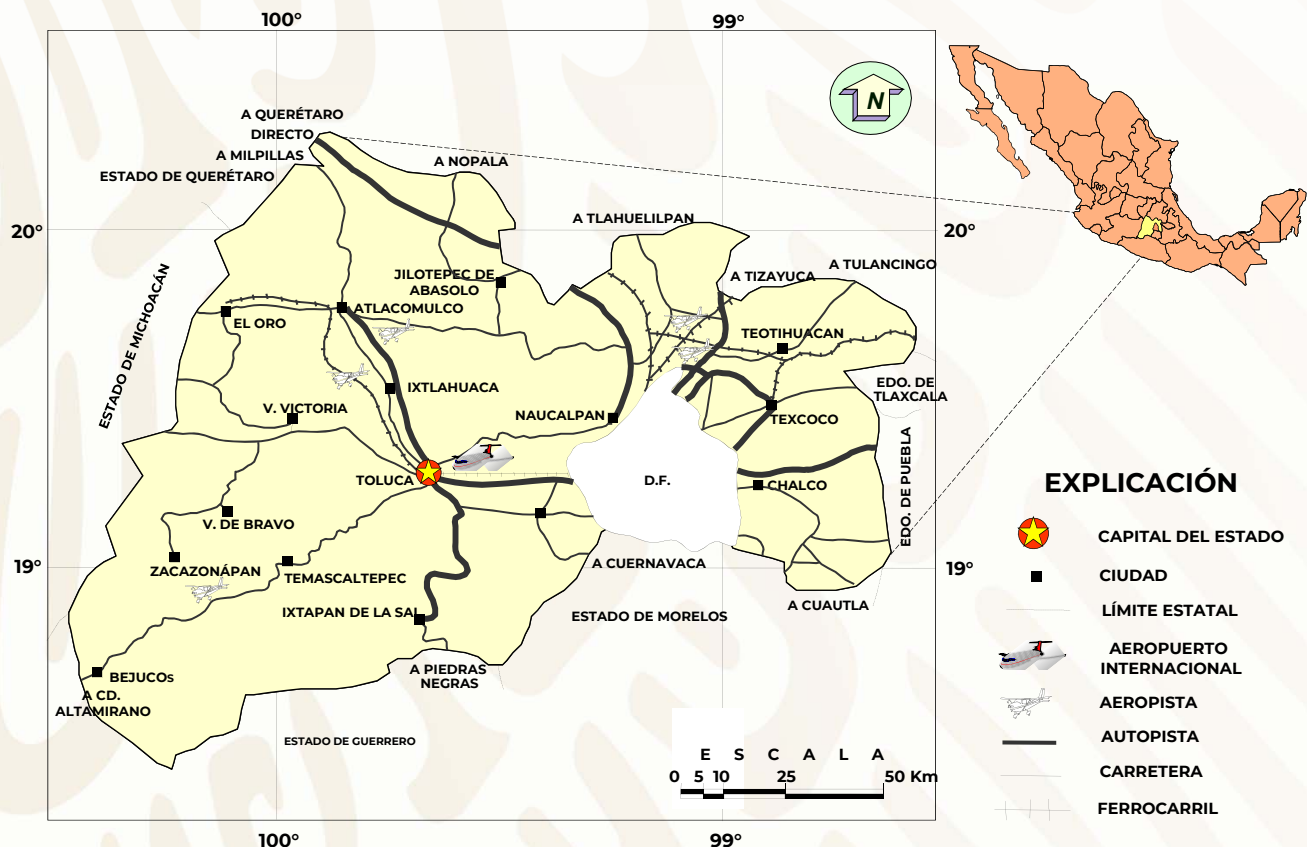 100°
99°
A QUERÉTARO
DIRECTO
A MILPILLAS
ESTADO DE QUERÉTARO
A NOPALA
N
20°
A TLAHUELILPAN
20°
A TIZAYUCA
A TULANCINGO
JILOTEPEC DE
ABASOLO
ATLACOMULCO
EL ORO
TEOTIHUACAN
ESTADO DE MICHOACÁN
IXTLAHUACA
EDO. DE
TLAXCALA
V. VICTORIA
NAUCALPAN
TEXCOCO
TOLUCA
D.F.
CHALCO
EDO. DE PUEBLA
V. DE BRAVO
19°
ZACAZONÁPAN
TEMASCALTEPEC
A CUERNAVACA
19°
IXTAPAN DE LA SAL
ESTADO DE MORELOS
A CUAUTLA
BEJUCOs
A CD.
ALTAMIRANO
A PIEDRAS
NEGRAS
ESTADO DE GUERRERO
E S C A L A
0 5 10 25 50 Km
100°
99°
EXPLICACIÓN
CAPITAL DEL ESTADO
CIUDAD
LÍMITE ESTATAL
AEROPUERTO
INTERNACIONAL
AEROPISTA
AUTOPISTA
CARRETERA
FERROCARRIL